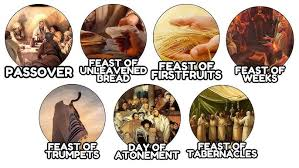 PASSOVER
FEAST OF
UNLEAVENED
BREAD
FEAST OF
FIRSTFRUITS
FEAST OF
WEEKS
FEAST OF
TRUMPETS
DAY OF
ATONEMENT
FEAST OF
TABERNACLES